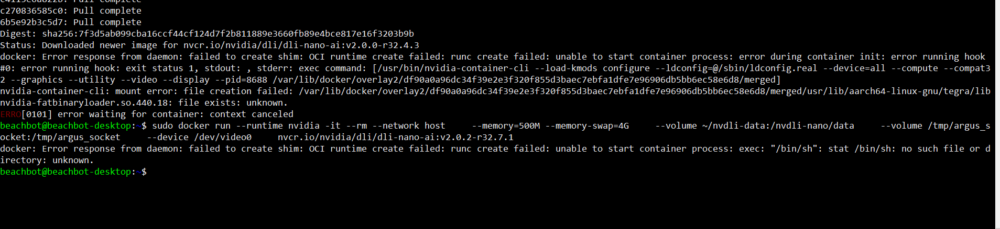 c4115c6a822b: Pull complete
c270836585c0: Pull complete
6b5e92b3c5d7: Pull complete
Digest: sha256:7f3d5ab099cba16ccf44cf124d7f2b811889e3660fb89e4bce817e16f3203b9b
Status: Downloaded newer image for nvcr.io/nvidia/dli/dli-nano-ai:v2.0.0-r32.4.3
docker: Error response from daemon: failed to create shim: OCI runtime create failed: runc create failed: unable to start container process: error during container init: error running hook
#0: error running hook: exit status 1, stdout: , stderr: exec command: [/usr/bin/nvidia-container-cli --load-kmods configure --ldconfig=@/sbin/ldconfig.real --device=all --compute --compat3
2 --graphics --utility --video --display --pid=8688 /var/lib/docker/overlay2/df90a0a96dc34f39e2e3f320f855d3baec7ebfa1dfe7e96906db5bb6ec58e6d8/merged]
nvidia-container-cli: mount error: file creation failed: /var/lib/docker/overlay2/df90a0a96dc34f39e2e3f320f855d3baec7ebfa1dfe7e96906db5bb6ec58e6d8/merged/usr/lib/aarch64-linux-gnu/tegra/lib
nvidia-fatbinaryloader.so.440.18: file exists: unknown.
ERRO[0101] error waiting for container: context canceled
beachbot@beachbot-desktop:~$ sudo docker run --runtime nvidia -it --rm --network host     --memory=500M --memory-swap=4G     --volume ~/nvdli-data:/nvdli-nano/data     --volume /tmp/argus_s
ocket:/tmp/argus_socket     --device /dev/video0     nvcr.io/nvidia/dli/dli-nano-ai:v2.0.2-r32.7.1
docker: Error response from daemon: failed to create shim: OCI runtime create failed: runc create failed: unable to start container process: exec: "/bin/sh": stat /bin/sh: no such file or d
irectory: unknown.
beachbot@beachbot-desktop:~$